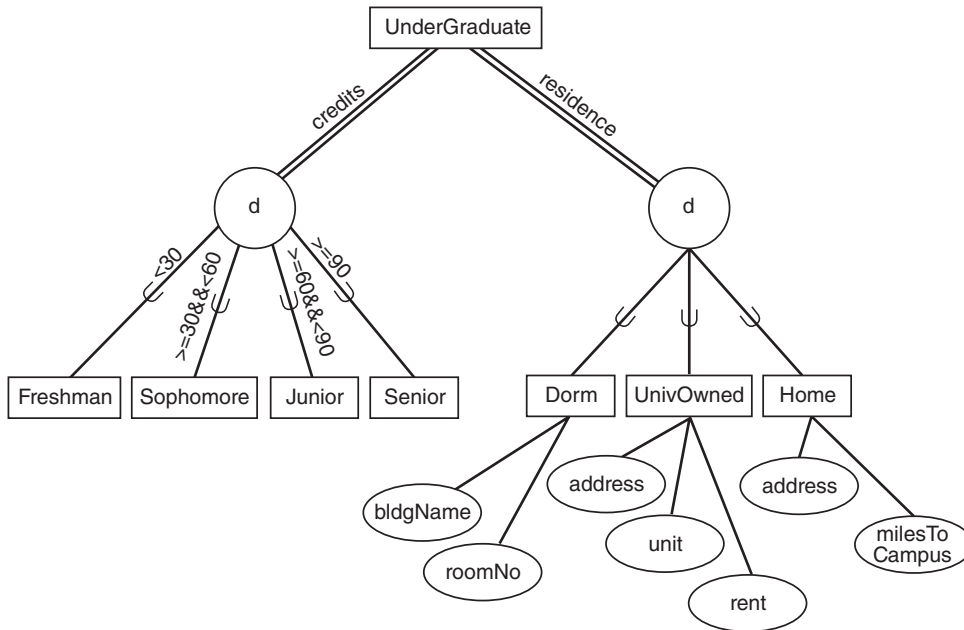 UnderGraduate
credits
residence
d
d
<30
>=30&&<60
>=60&&<90
>=90
Freshman
Sophomore
Junior
Senior
Dorm
UnivOwned
Home
bldgName
roomNo
address
unit
rent
address
milesTo
Campus